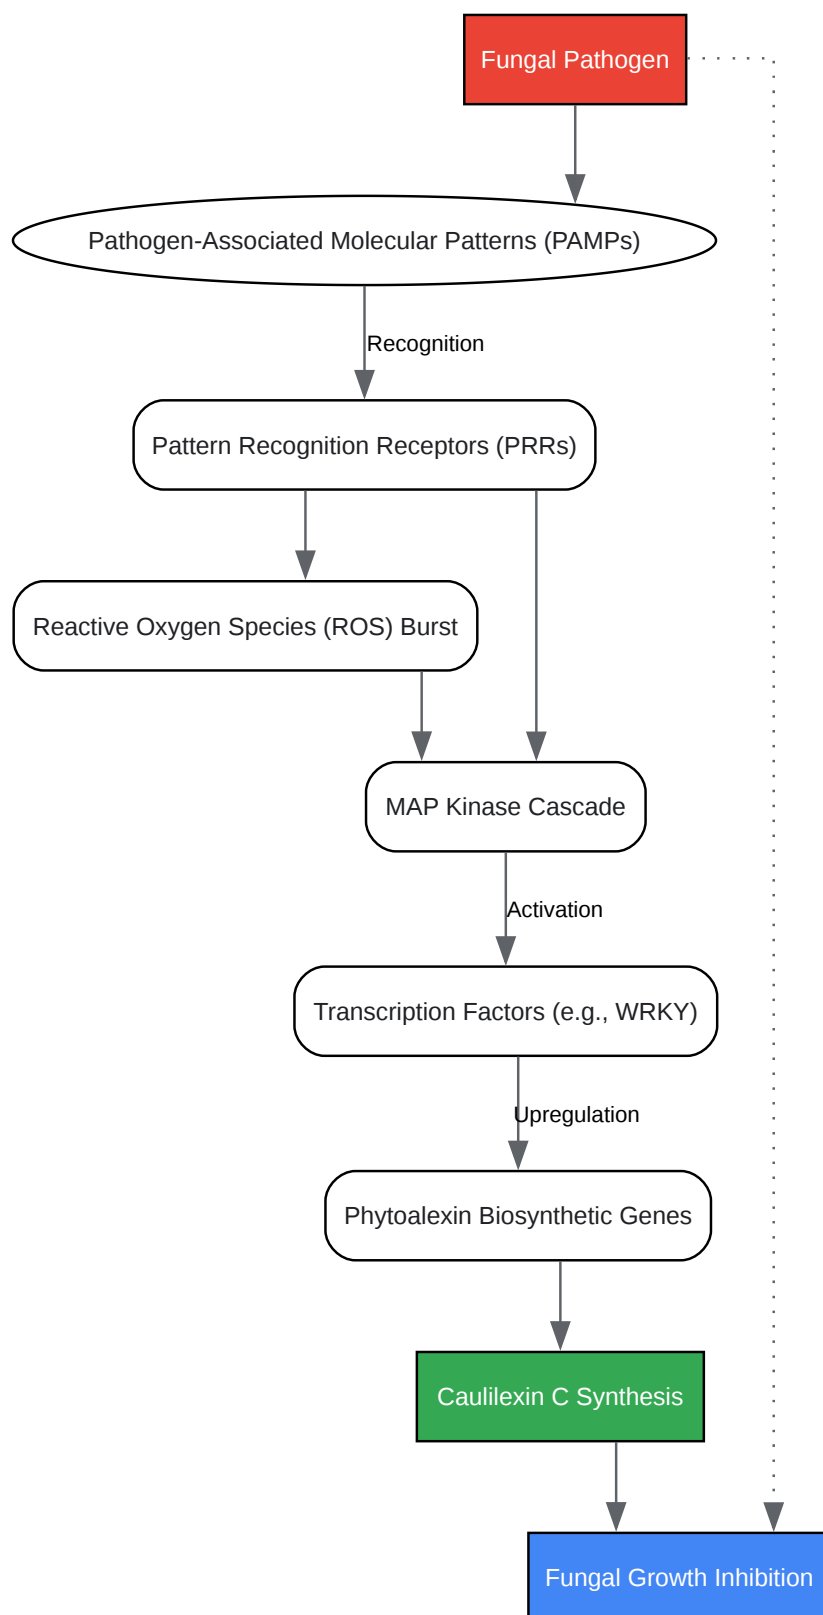 Fungal Pathogen
Pathogen-Associated Molecular Patterns (PAMPs)
Recognition
Pattern Recognition Receptors (PRRs)
Reactive Oxygen Species (ROS) Burst
MAP Kinase Cascade
Activation
Transcription Factors (e.g., WRKY)
Upregulation
Phytoalexin Biosynthetic Genes
Caulilexin C Synthesis
Fungal Growth Inhibition